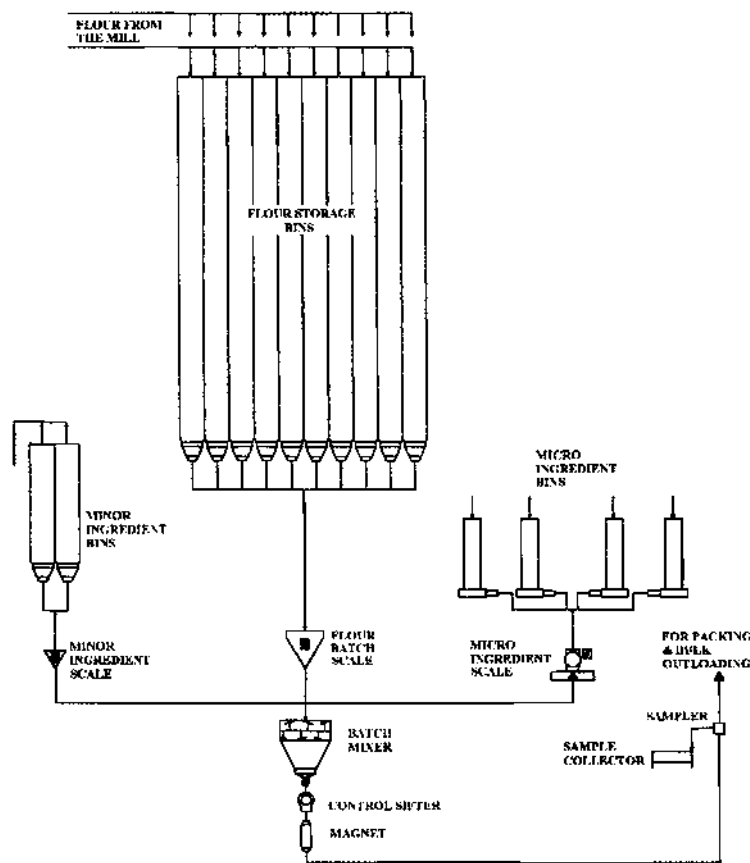 FLOUR FROM
THE MILL
FLOUR STORAGE
BINS
MICRO
INGREDIENT
BINS
MINOR
INGREDIENT
BINS
MINOR
INGREDIENT
SCALE
FLOUR
BATCH
SCALE
MICRO
INGREDIENT
SCALE
FOR PACKING
& BULK
OUTLOADING
BATCH
MIXER
SAMPLER
SAMPLE
COLLECTOR
CONTROL SIFTER
MAGNET